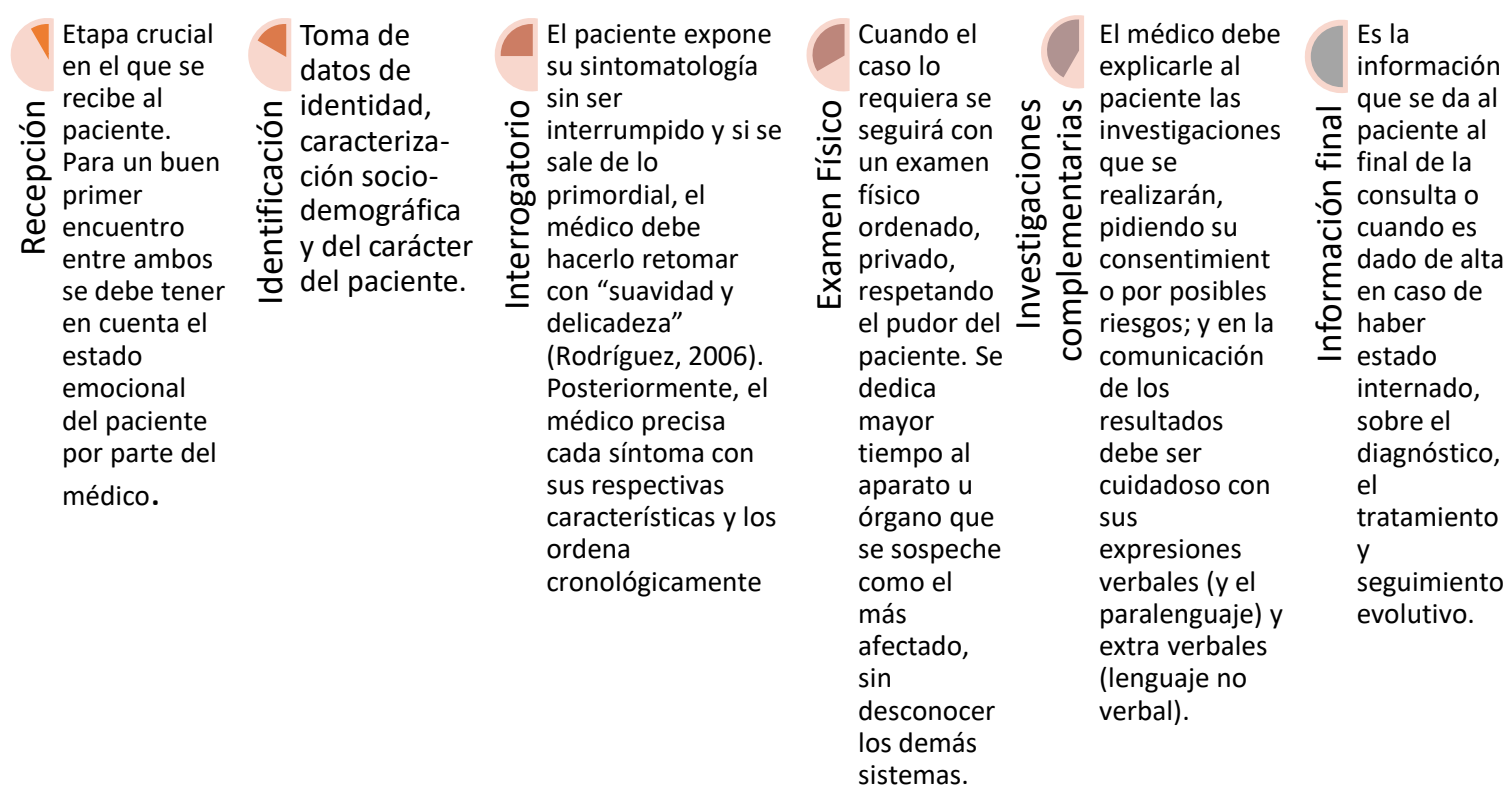 Recepción
Etapa crucial
en el que se
recibe al
paciente.
Para un buen
primer
encuentro
entre ambos
se debe tener
en cuenta el
estado
emocional
del paciente
por parte del
médico.
Identificación
Toma de
datos de
identidad,
caracteriza-
ción socio-
demográfica
y del carácter
del paciente.
Interrogatorio
El paciente expone
su sintomatología
sin ser
interrumpido y si se
sale de lo
primordial, el
médico debe
hacerlo retomar
con “suavidad y
delicadeza”
(Rodríguez, 2006).
Posteriormente, el
médico precisa
cada síntoma con
sus respectivas
características y los
ordena
cronológicamente
Examen Físico
Cuando el
caso lo
requiera se
seguirá con
un examen
físico
ordenado,
privado,
respetando
el pudor del
paciente. Se
dedica
mayor
tiempo al
aparato u
órgano que
se sospeche
como el
más
afectado,
sin
desconocer
los demás
sistemas.
Investigaciones
complementarias
El médico debe
explicarle al
paciente las
investigaciones
que se
realizarán,
pidiendo su
consentimient
o por posibles
riesgos; y en la
comunicación
de los
resultados
debe ser
cuidadoso con
sus
expresiones
verbales (y el
paralenguaje) y
extra verbales
(lenguaje no
verbal).
Información final
Es la
información
que se da al
paciente al
final de la
consulta o
cuando es
dado de alta
en caso de
haber
estado
internado,
sobre el
diagnóstico,
el
tratamiento
y
seguimiento
evolutivo.